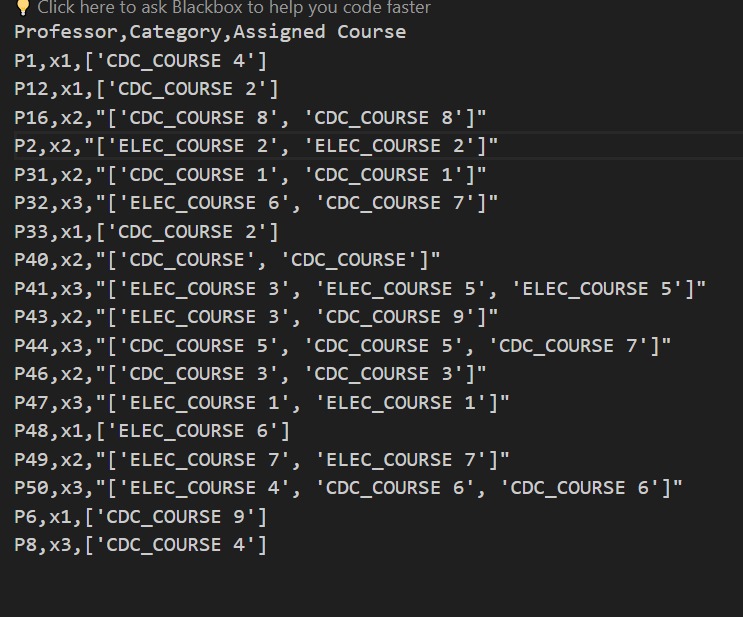 Click here to ask Blackbox to help you code faster
Professor,Category,Assigned Course
P1,x1,['CDC_COURSE 4']
P12,x1,['CDC_COURSE 2']
P16,x2,"['CDC_COURSE 8', 'CDC_COURSE 8']"
P2,x2,"['ELEC_COURSE 2', 'ELEC_COURSE 2']"
P31,x2,"['CDC_COURSE 1', 'CDC_COURSE 1']"
P32,x3,"['ELEC_COURSE 6', 'CDC_COURSE 7']"
P33,x1,['CDC_COURSE 2']
P40,x2,"['CDC_COURSE', 'CDC_COURSE']"
P41,x3,"['ELEC_COURSE 3', 'ELEC_COURSE 5', 'ELEC_COURSE 5']"
P43,x2,"['ELEC_COURSE 3', 'CDC_COURSE 9']"
P44,x3,"['CDC_COURSE 5', 'CDC_COURSE 5', 'CDC_COURSE 7']"
P46,x2,"['CDC_COURSE 3', 'CDC_COURSE 3']"
P47,x3,"['ELEC_COURSE 1', 'ELEC_COURSE 1']"
P48,x1,['ELEC_COURSE 6']
P49,x2,"['ELEC_COURSE 7', 'ELEC_COURSE 7']"
P50,x3,"['ELEC_COURSE 4', 'CDC_COURSE 6', 'CDC_COURSE 6']"
P6,x1,['CDC_COURSE 9']
P8,x3,['CDC_COURSE 4']